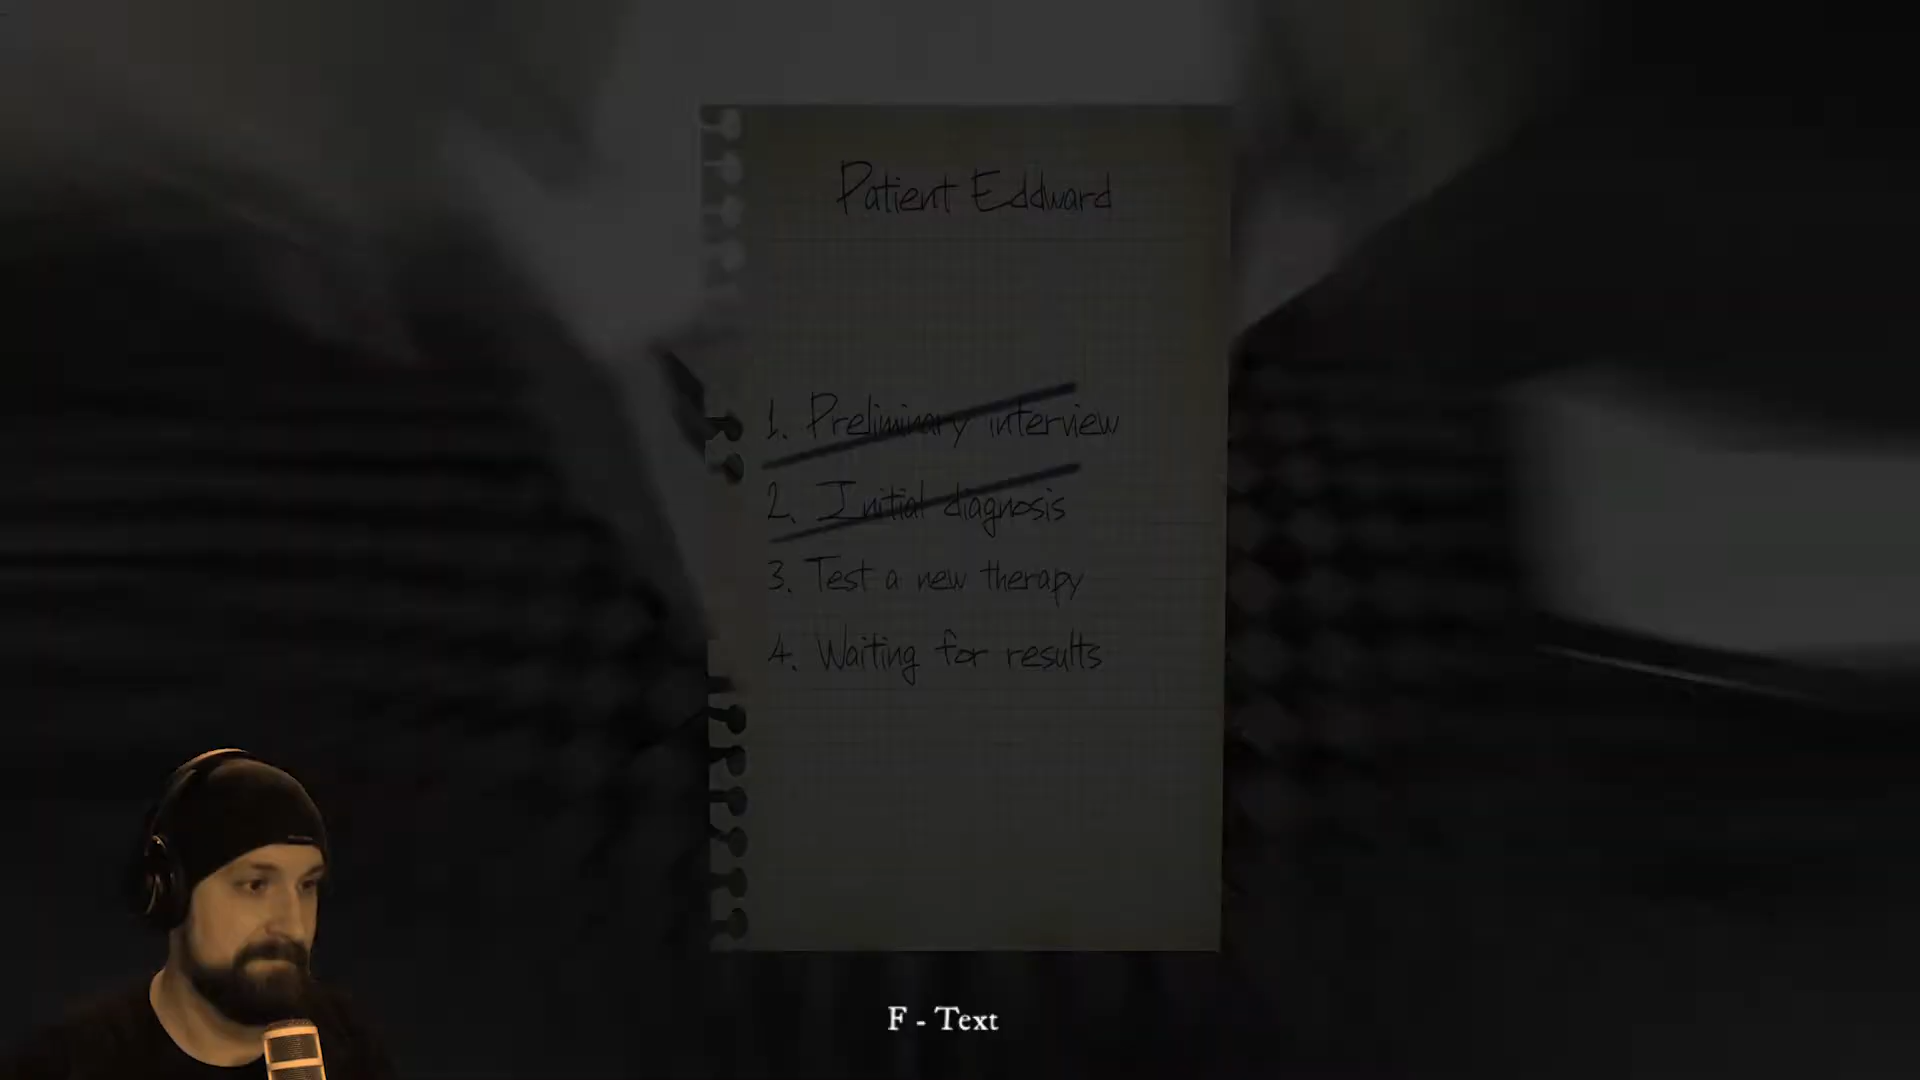 Patient Eddward
1. Preliminary interview
2. Initial diagnosis
3. Test a new therapy
4. Waiting for results
F - Text